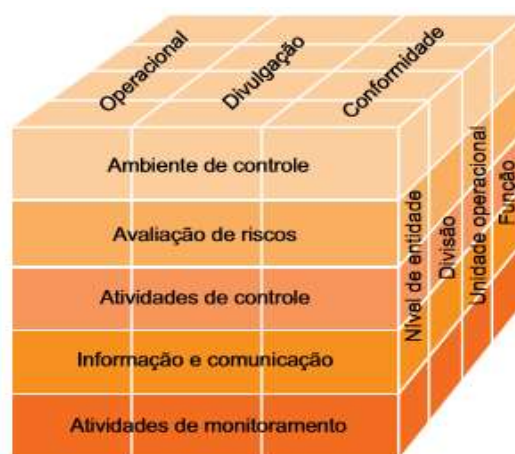 Operacional
Divulgação
Conformidade
Ambiente de controle
Avaliação de riscos
Atividades de controle
Informação e comunicação
Atividades de monitoramento
Nível de entidade
Divisão
Unidade operacional
Função